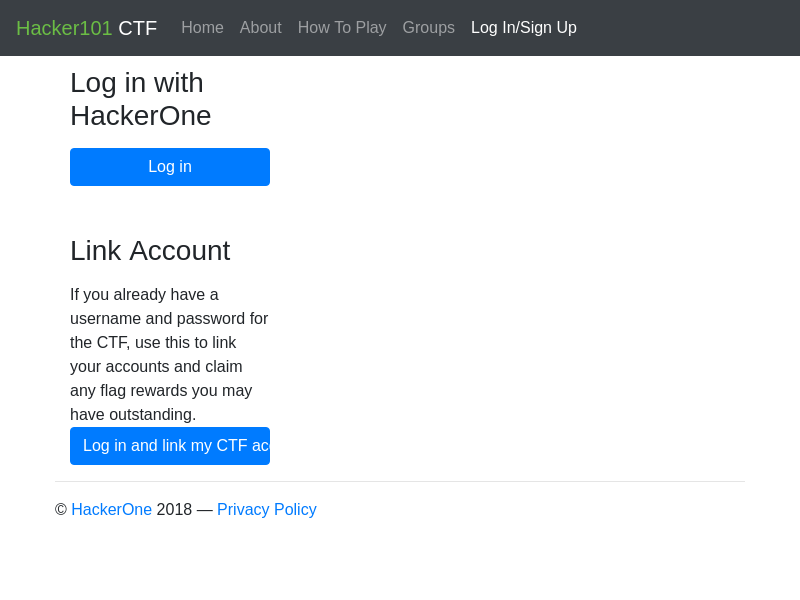 Hacker101 CTF Home About How To Play Groups Log In/Sign Up
Log in with
HackerOne
Log in
Link Account
If you already have a
username and password for
the CTF, use this to link
your accounts and claim
any flag rewards you may
have outstanding.
Log in and link my CTF acc
© HackerOne 2018 — Privacy Policy